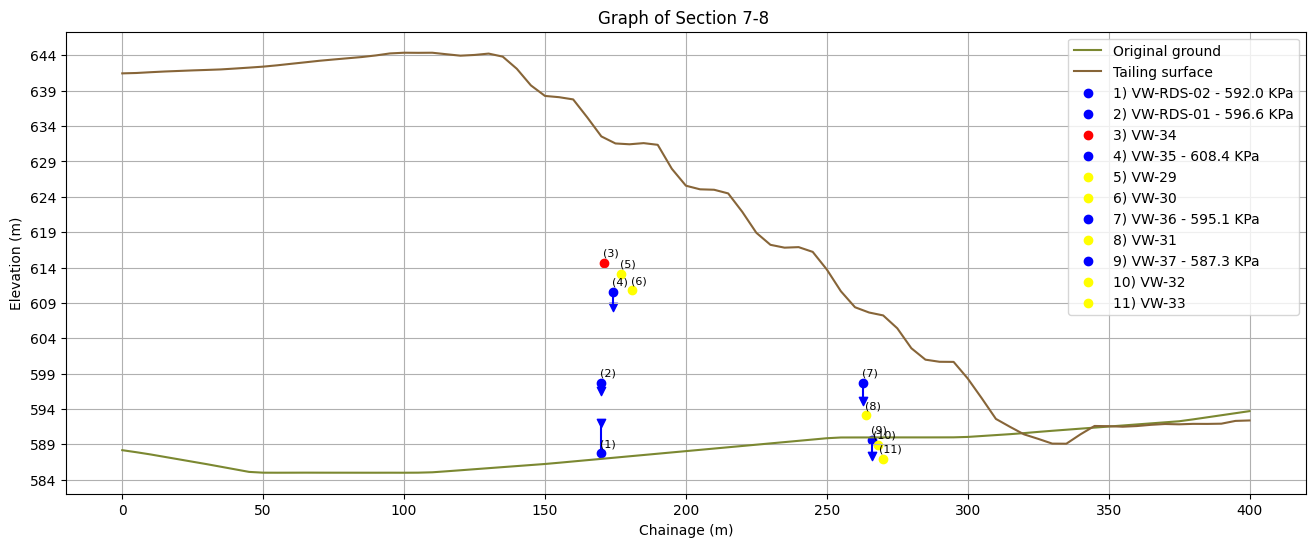 Graph of Section 7-8
Elevation (m)
644
639
634
629
624
619
614
609
604
599
594
589
584
Original ground
Tailing surface
1) VW-RDS-02 - 592.0 KPa
2) VW-RDS-01 - 596.6 KPa
3) VW-34
4) VW-35 - 608.4 KPa
5) VW-29
6) VW-30
7) VW-36 - 595.1 KPa
8) VW-31
9) VW-37 - 587.3 KPa
10) VW-32
11) VW-33
(3)
(5)
(4)
(6)
(2)
(7)
(8)
(1)
(9)
(10)
(11)
0
50
100
150
200
250
300
350
400
Chainage (m)